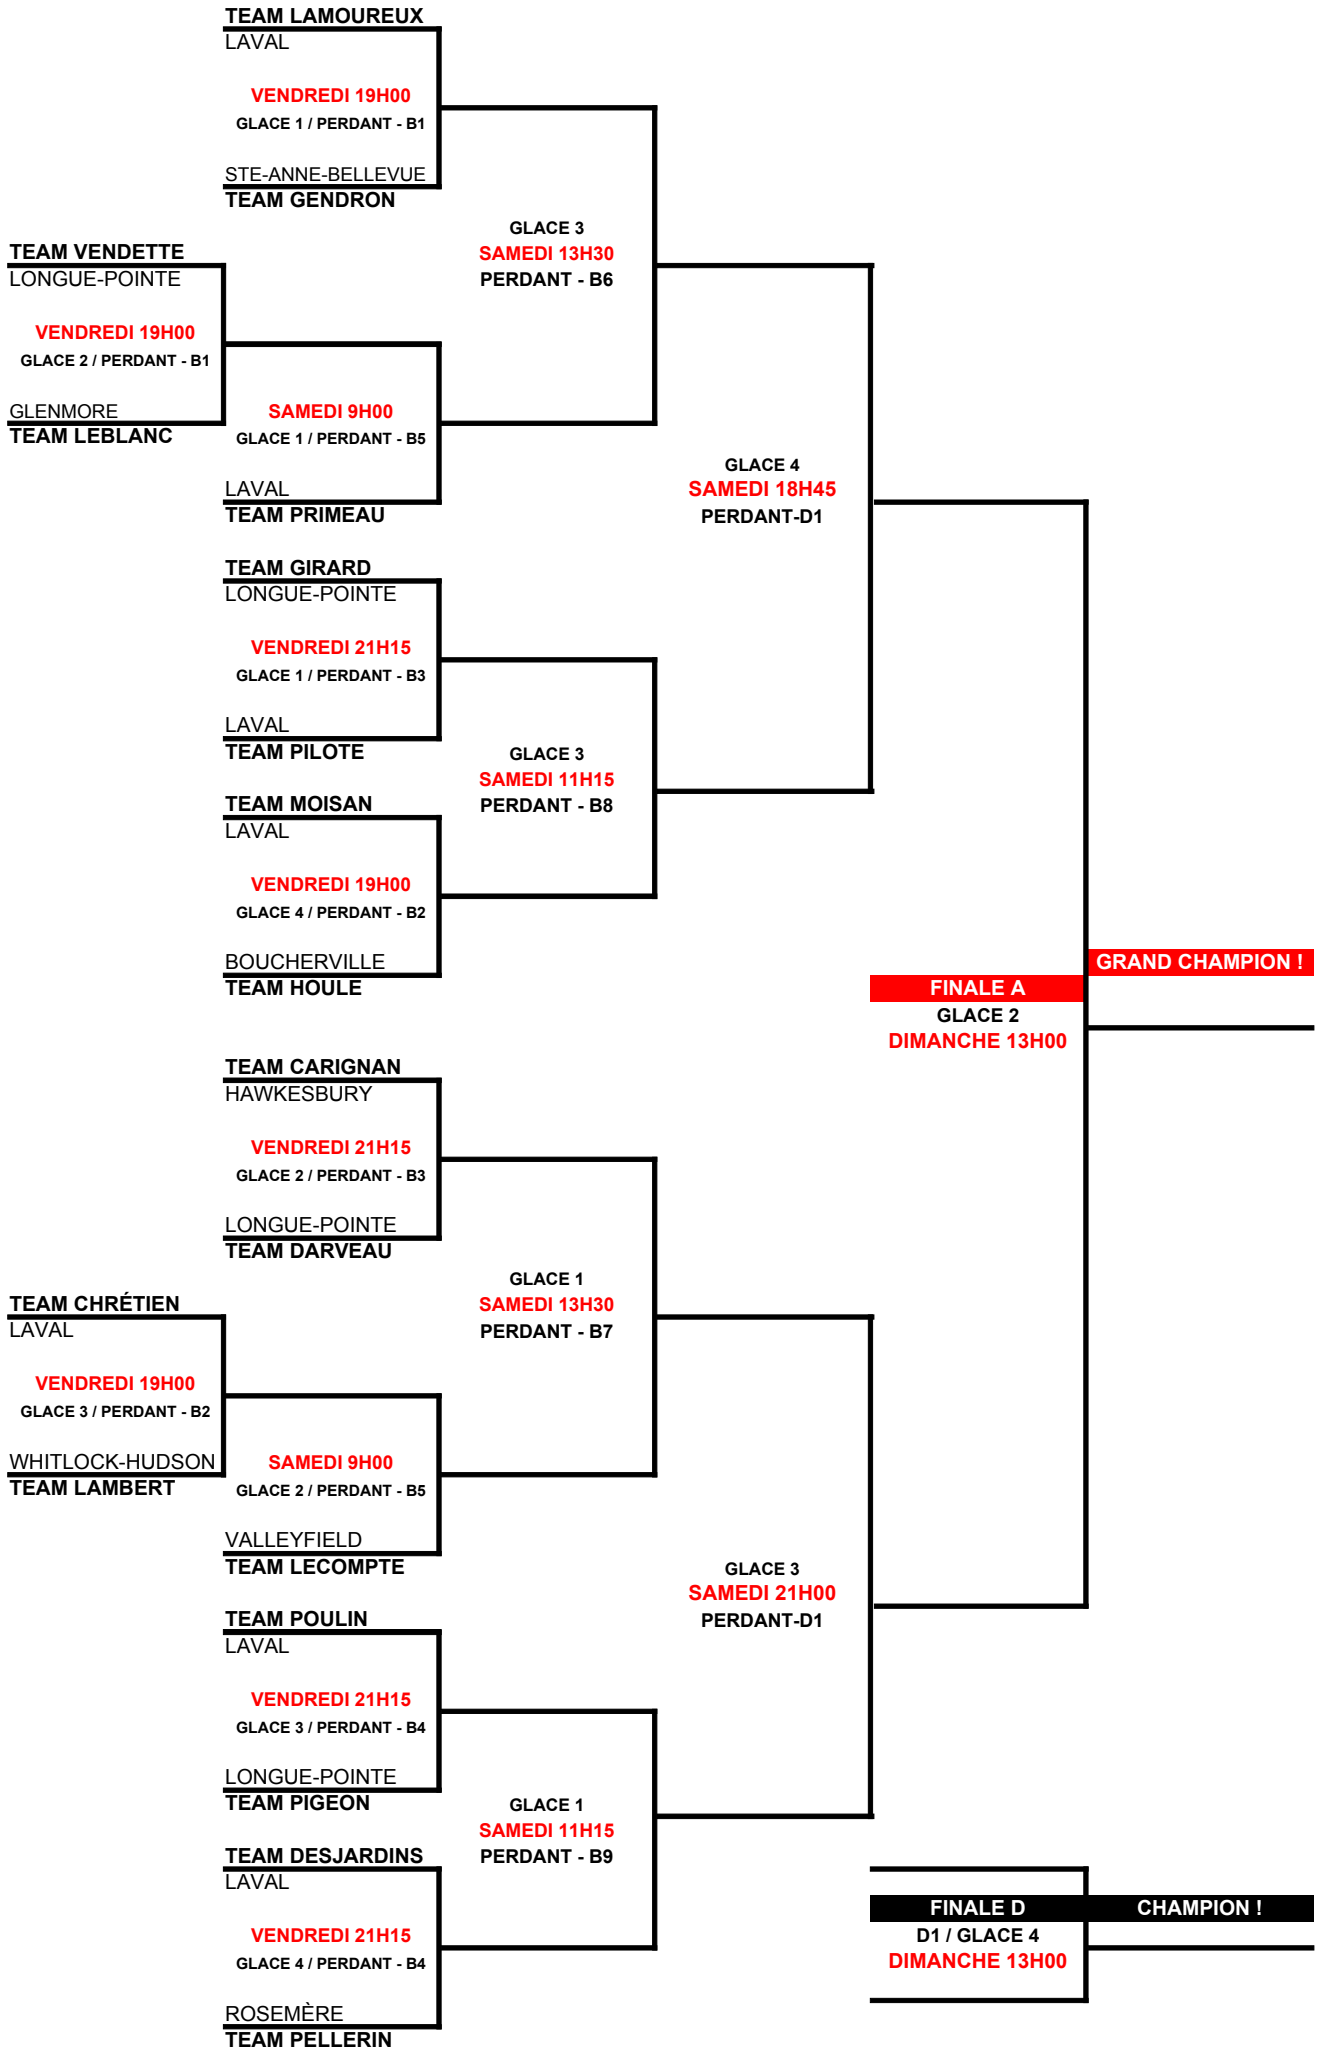 TEAM LAMOUREUX
LAVAL
VENDREDI 19H00
GLACE 1 / PERDANT - B1
STE-ANNE-BELLEVUE
TEAM GENDRON
GLACE 3
SAMEDI 13H30
PERDANT - B6
TEAM VENDETTE
LONGUE-POINTE
VENDREDI 19H00
GLACE 2 / PERDANT - B1
GLENMORE
TEAM LEBLANC
SAMEDI 9H00
GLACE 1 / PERDANT - B5
LAVAL
TEAM PRIMEAU
GLACE 4
SAMEDI 18H45
PERDANT-D1
TEAM GIRARD
LONGUE-POINTE
VENDREDI 21H15
GLACE 1 / PERDANT - B3
LAVAL
TEAM PILOTE
GLACE 3
SAMEDI 11H15
PERDANT - B8
TEAM MOISAN
LAVAL
VENDREDI 19H00
GLACE 4 / PERDANT - B2
BOUCHERVILLE
TEAM HOULE
GRAND CHAMPION !
FINALE A
GLACE 2
DIMANCHE 13H00
TEAM CARIGNAN
HAWKESBURY
VENDREDI 21H15
GLACE 2 / PERDANT - B3
LONGUE-POINTE
TEAM DARVEAU
GLACE 1
SAMEDI 13H30
PERDANT - B7
TEAM CHRÉTIEN
LAVAL
VENDREDI 19H00
GLACE 3 / PERDANT - B2
WHITLOCK-HUDSON
TEAM LAMBERT
SAMEDI 9H00
GLACE 2 / PERDANT - B5
VALLEYFIELD
TEAM LECOMPTE
GLACE 3
SAMEDI 21H00
PERDANT-D1
TEAM POULIN
LAVAL
VENDREDI 21H15
GLACE 3 / PERDANT - B4
LONGUE-POINTE
TEAM PIGEON
GLACE 1
SAMEDI 11H15
PERDANT - B9
TEAM DESJARDINS
LAVAL
VENDREDI 21H15
GLACE 4 / PERDANT - B4
ROSEMÈRE
TEAM PELLERIN
FINALE D
CHAMPION !
D1 / GLACE 4
DIMANCHE 13H00